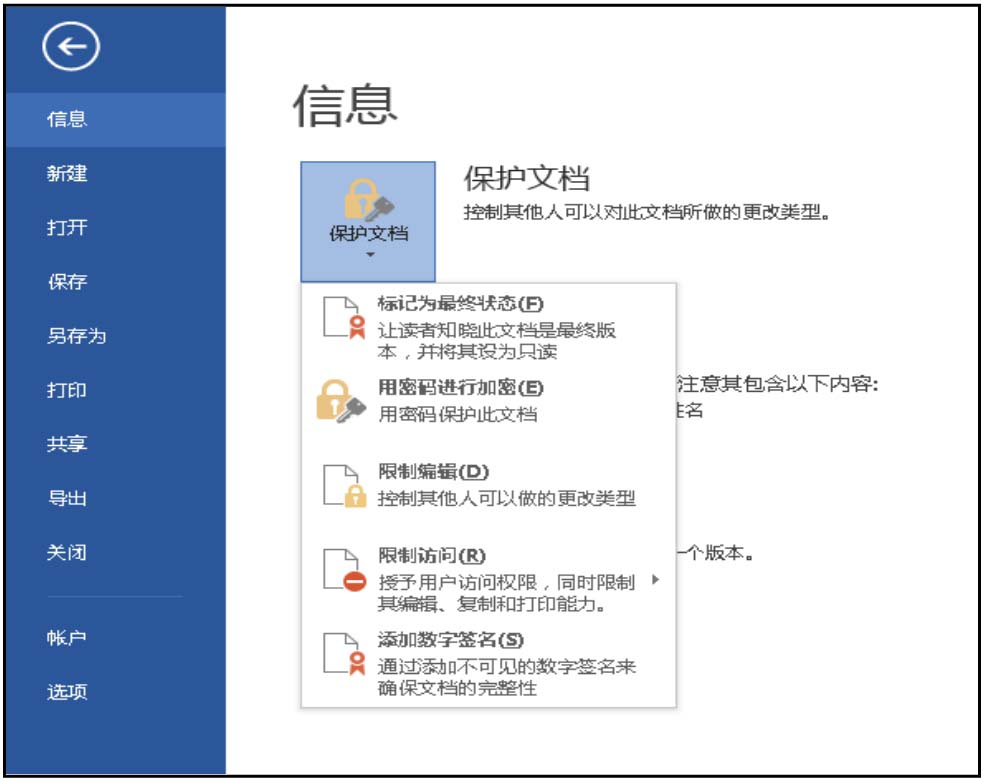 信息
新建
打开
保存
另存为
打印
共享
导出
关闭
帐户
选项
信息
保护文档
保护文档
控制其他人可以对此文档所做的更改类型。
标记为最终状态(F)
让读者知晓此文档是最终版
本，并将其设为只读
用密码进行加密(E)
用密码保护此文档
限制编辑(D)
控制其他人可以做的更改类型
限制访问(R)
授予用户访问权限，同时限制
其编辑、复制和打印能力。
添加数字签名(S)
通过添加不可见的数字签名来
确保文档的完整性
注意其包含以下内容:
名
一个版本。